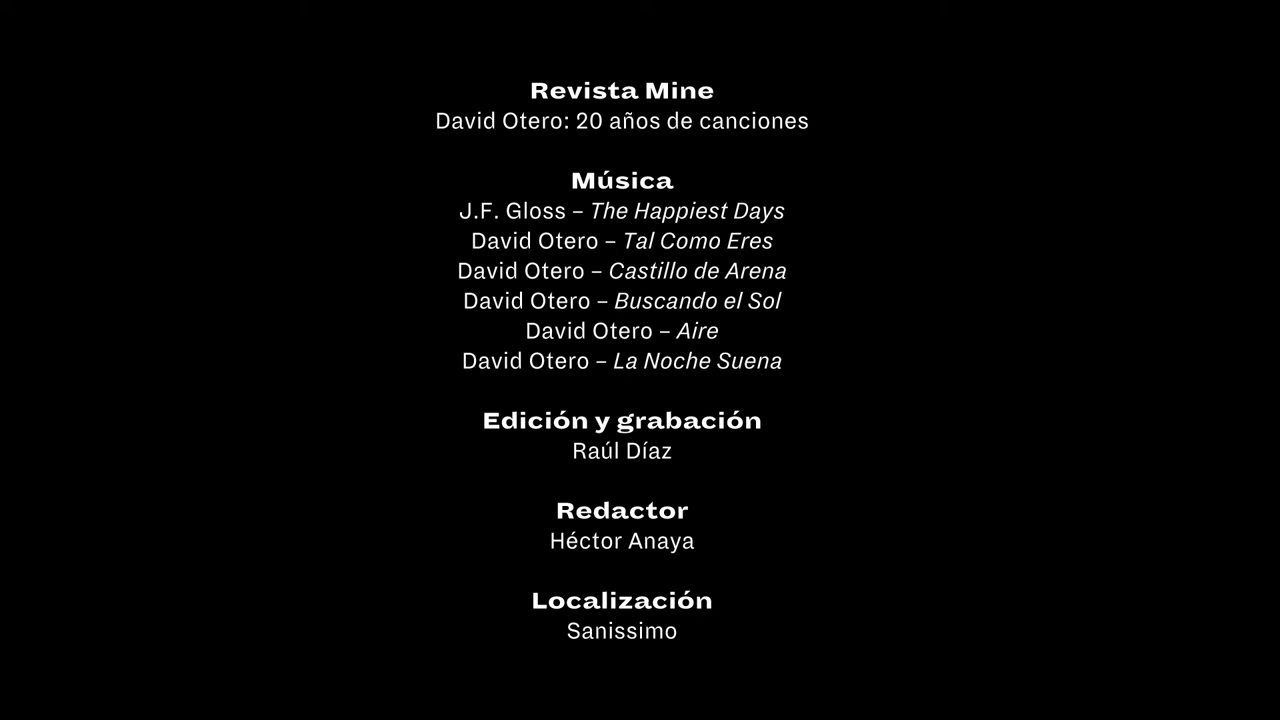 Revista Mine
David Otero: 20 años de canciones
Música
J.F. Gloss – The Happiest Days
David Otero – Tal Como Eres
David Otero – Castillo de Arena
David Otero – Buscando el Sol
David Otero – Aire
David Otero – La Noche Suena
Edición y grabación
Raúl Díaz
Redactor
Héctor Anaya
Localización
Sanissimo